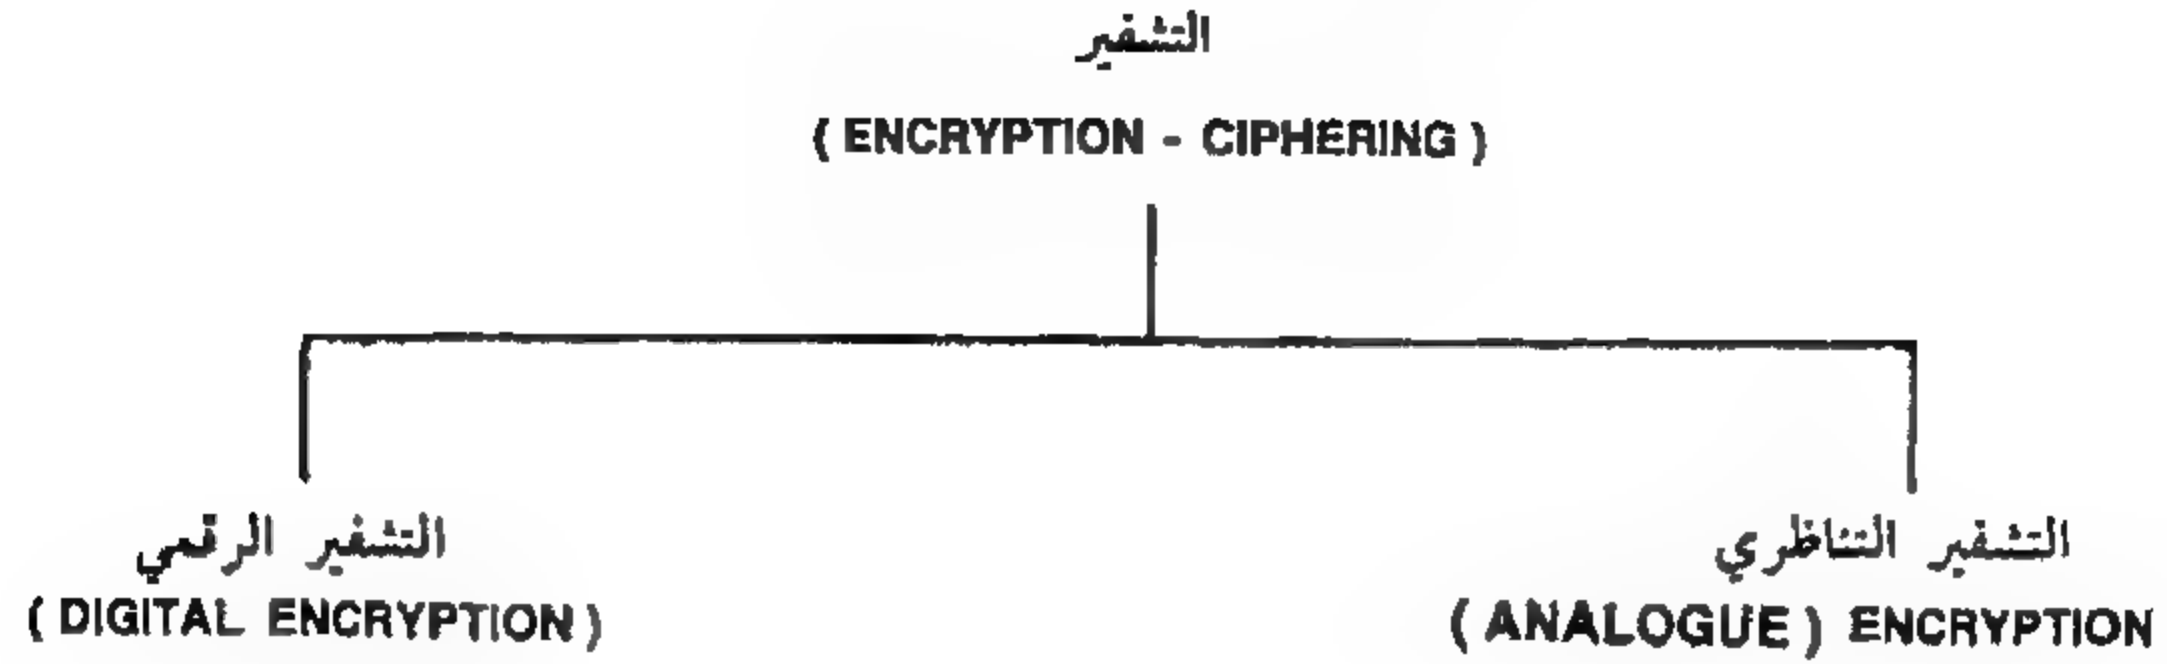 التشفير
( ENCRYPTION - CIPHERING )
التشفير التناظري
( ANALOGUE ) ENCRYPTION
التشفير الرقمي
( DIGITAL ENCRYPTION )